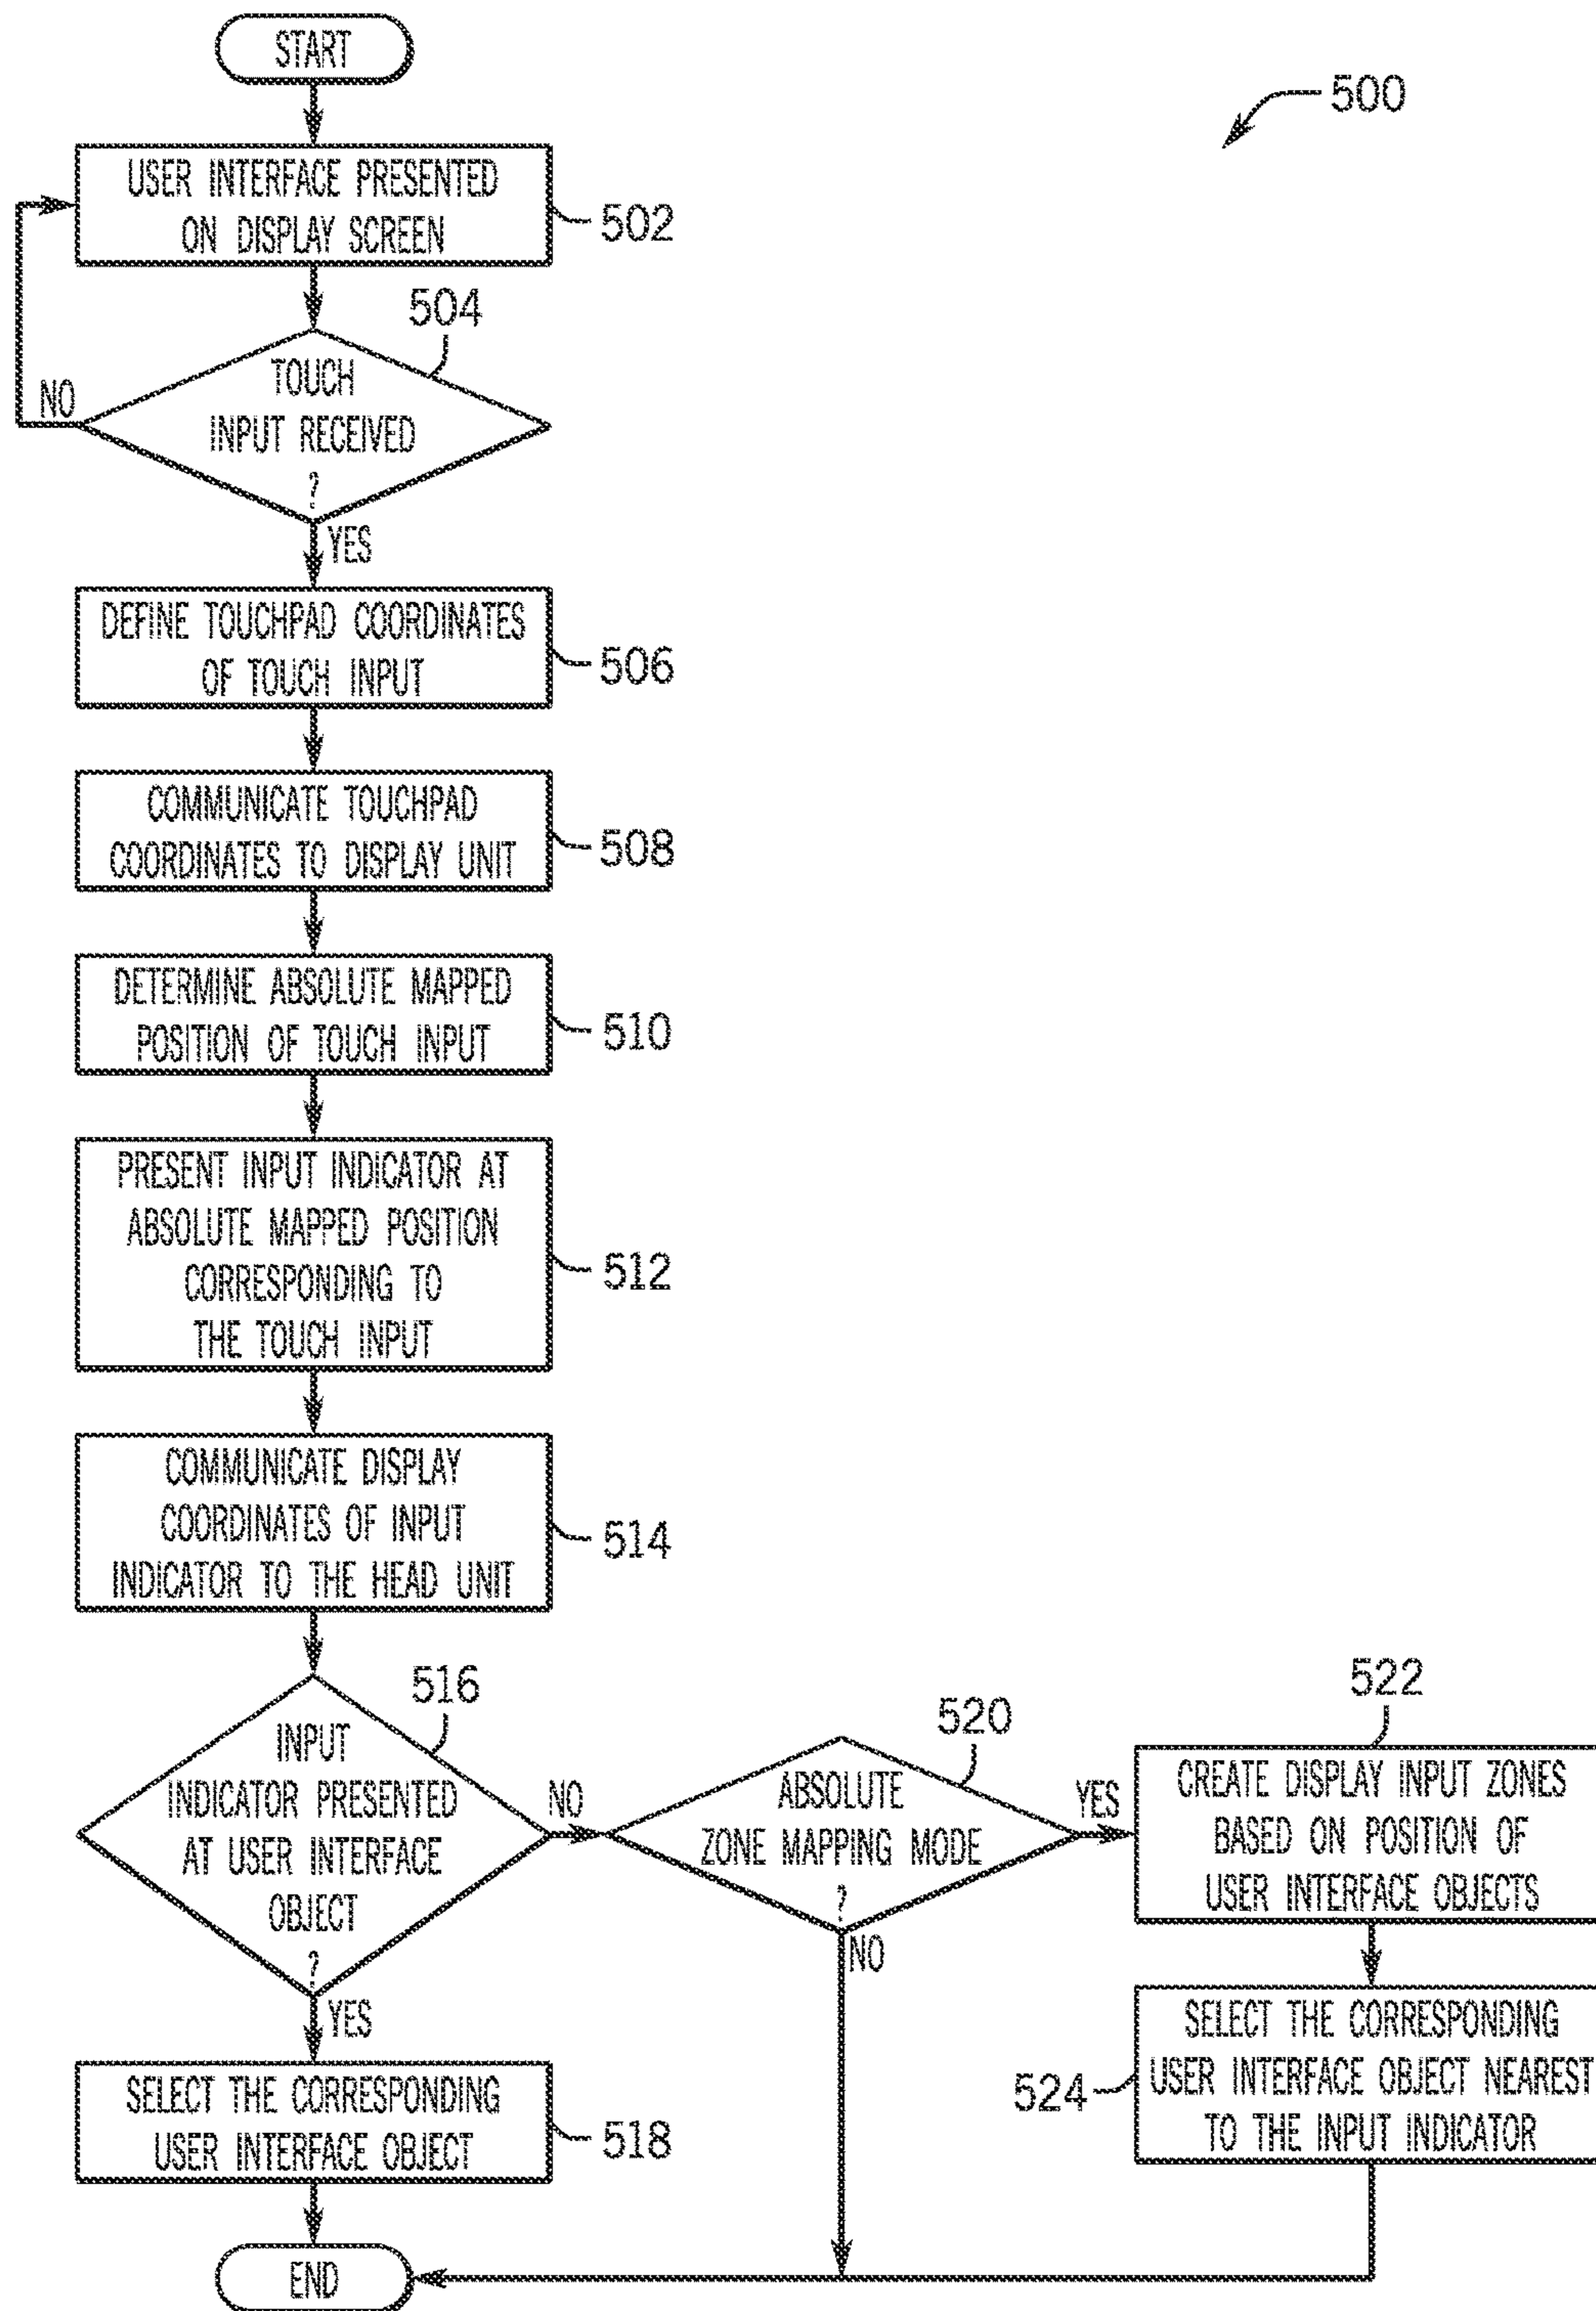 START
500
USER INTERFACE PRESENTED
ON DISPLAY SCREEN
502
504
TOUCH
INPUT RECEIVED
?
NO
YES
DEFINE TOUCHPAD COORDINATES
OF TOUCH INPUT
506
COMMUNICATE TOUCHPAD
COORDINATES TO DISPLAY UNIT
508
DETERMINE ABSOLUTE MAPPED
POSITION OF TOUCH INPUT
510
PRESENT INPUT INDICATOR AT
ABSOLUTE MAPPED POSITION
CORRESPONDING TO
THE TOUCH INPUT
512
COMMUNICATE DISPLAY
COORDINATES OF INPUT
INDICATOR TO THE HEAD UNIT
514
516
INPUT
INDICATOR PRESENTED
AT USER INTERFACE
OBJECT
?
NO
YES
520
ABSOLUTE
ZONE MAPPING MODE
?
YES
NO
522
CREATE DISPLAY INPUT ZONES
BASED ON POSITION OF
USER INTERFACE OBJECTS
SELECT THE CORRESPONDING
USER INTERFACE OBJECT NEAREST
TO THE INPUT INDICATOR
524
SELECT THE CORRESPONDING
USER INTERFACE OBJECT
518
END